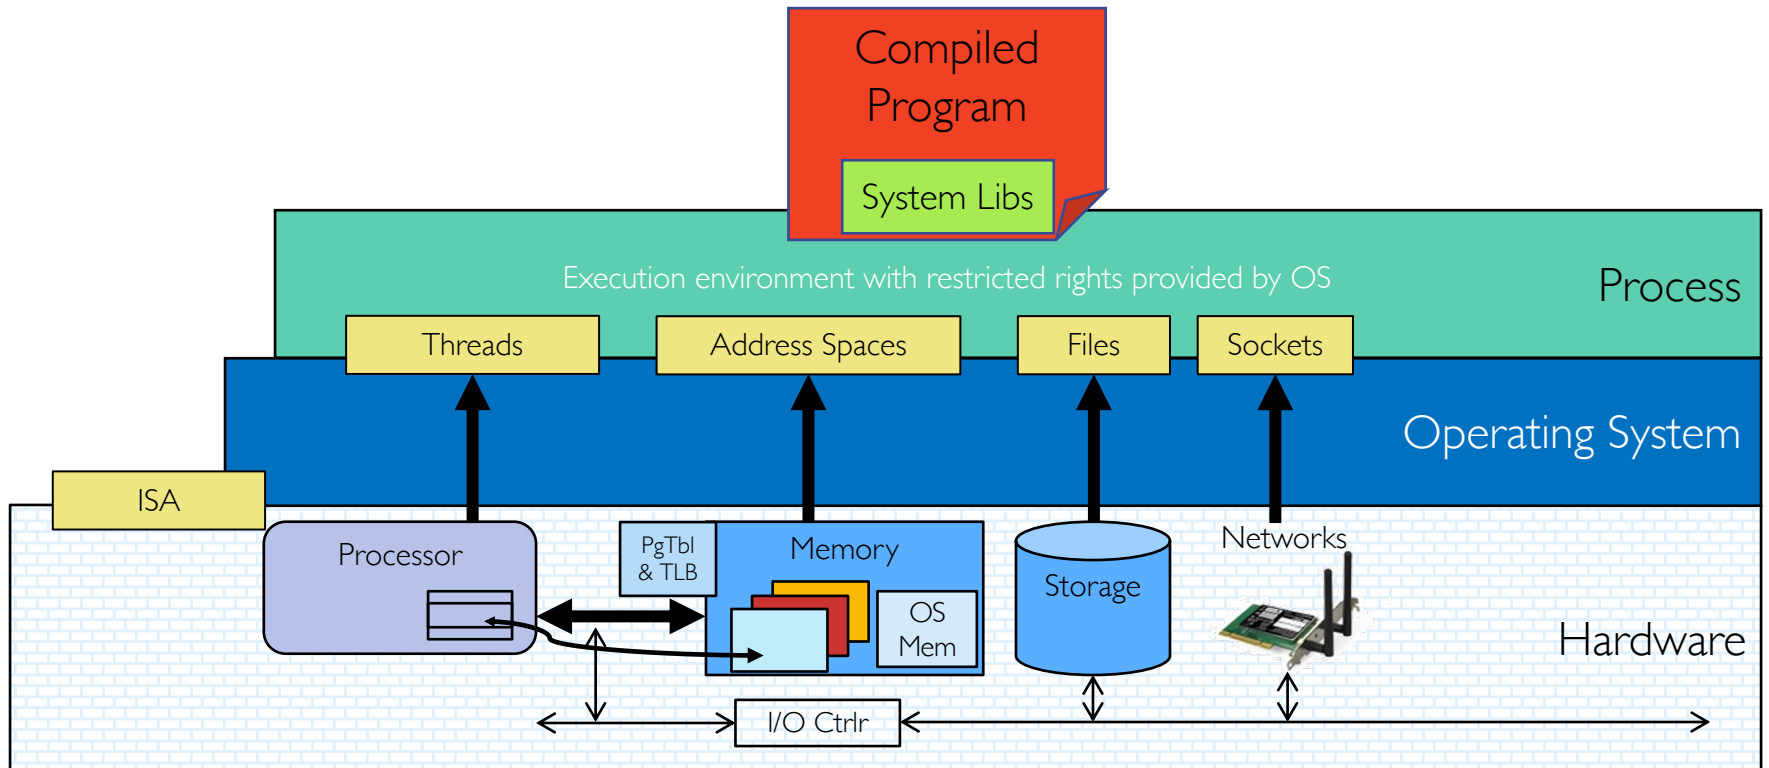 Compiled
Program
System Libs
Execution environment with restricted rights provided by OS
Process
Threads
Address Spaces
Files
Sockets
Operating System
ISA
Processor
PgTbl
& TLB
Memory
OS
Mem
Storage
Networks
Hardware
I/O Ctrlr